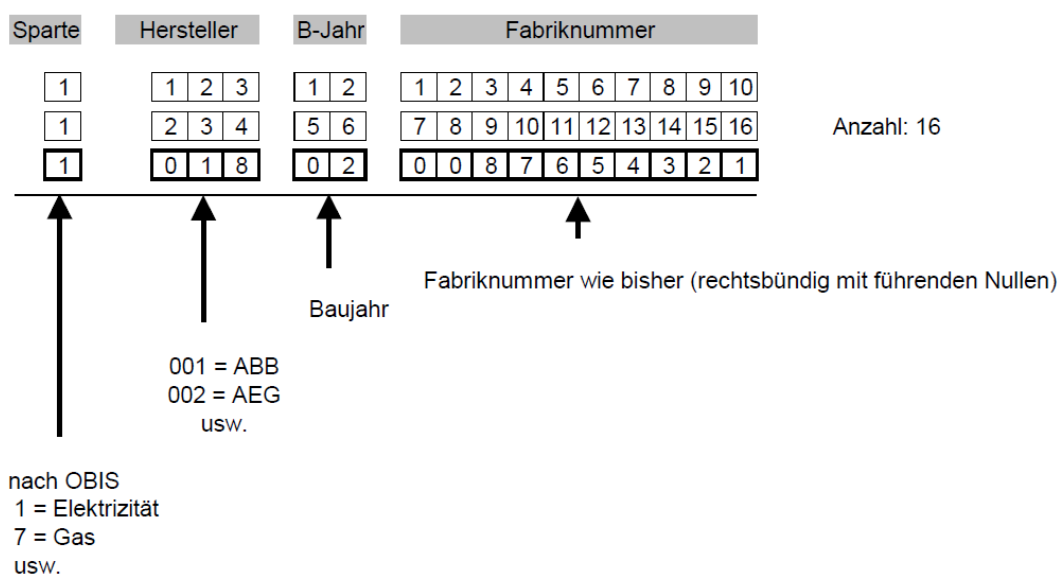 Sparte Hersteller B-Jahr Fabriknummer
1 1 2 3 1 2 1 2 3 4 5 6 7 8 9 10
1 2 3 4 5 6 7 8 9 10 11 12 13 14 15 16 Anzahl: 16
1 0 1 8 0 2 0 0 8 7 6 5 4 3 2 1
Fabriknummer wie bisher (rechtsbündig mit führenden Nullen)
Baujahr
001 = ABB
002 = AEG
usw.
nach OBIS
1 = Elektrizität
7 = Gas
usw.